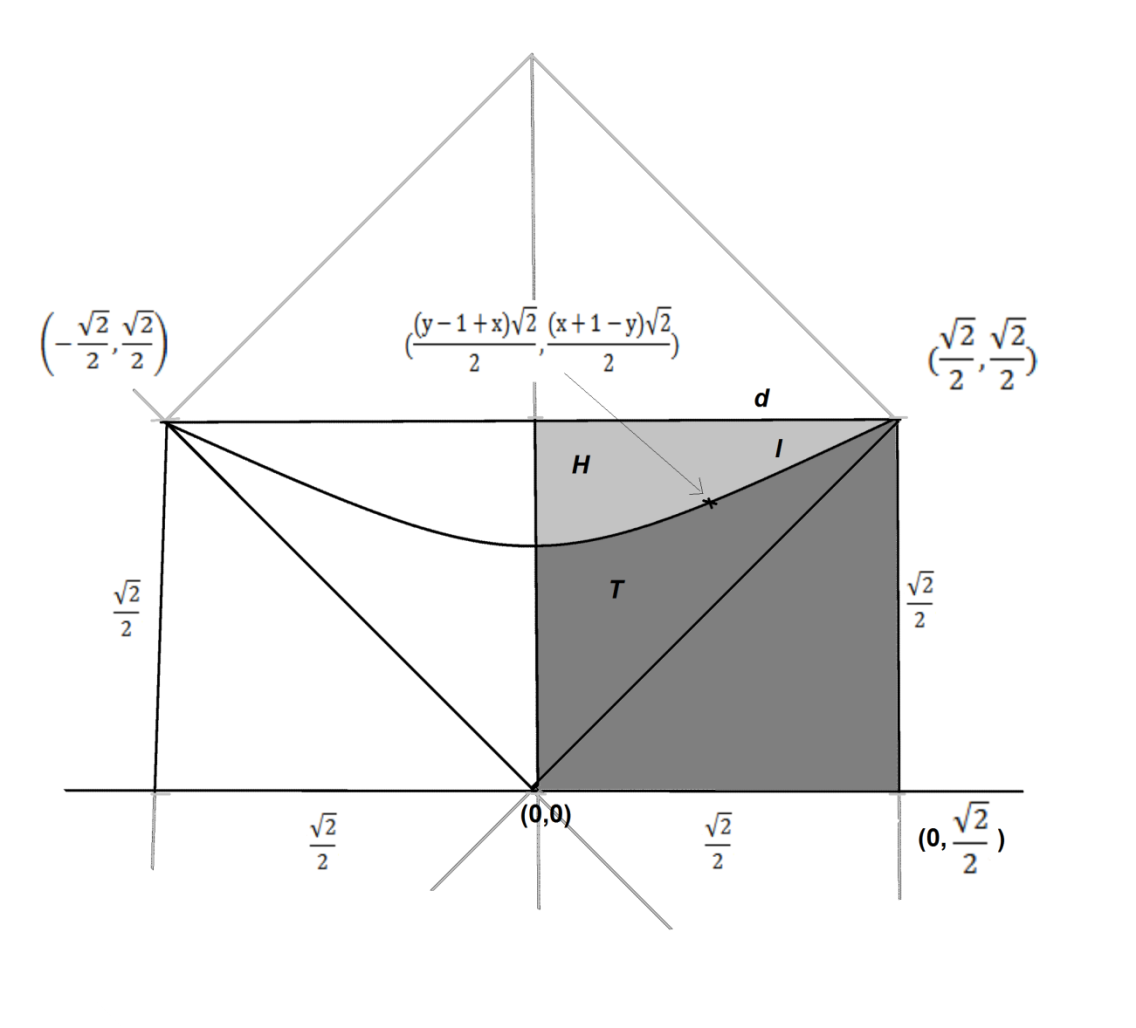 (-√2/2, √2/2)
((y-1+x)√2/2, (x+1-y)√2/2)
(√2/2, √2/2)
d
l
H
T
√2/2
√2/2
(0,0)
√2/2
√2/2
(0, √2/2 )